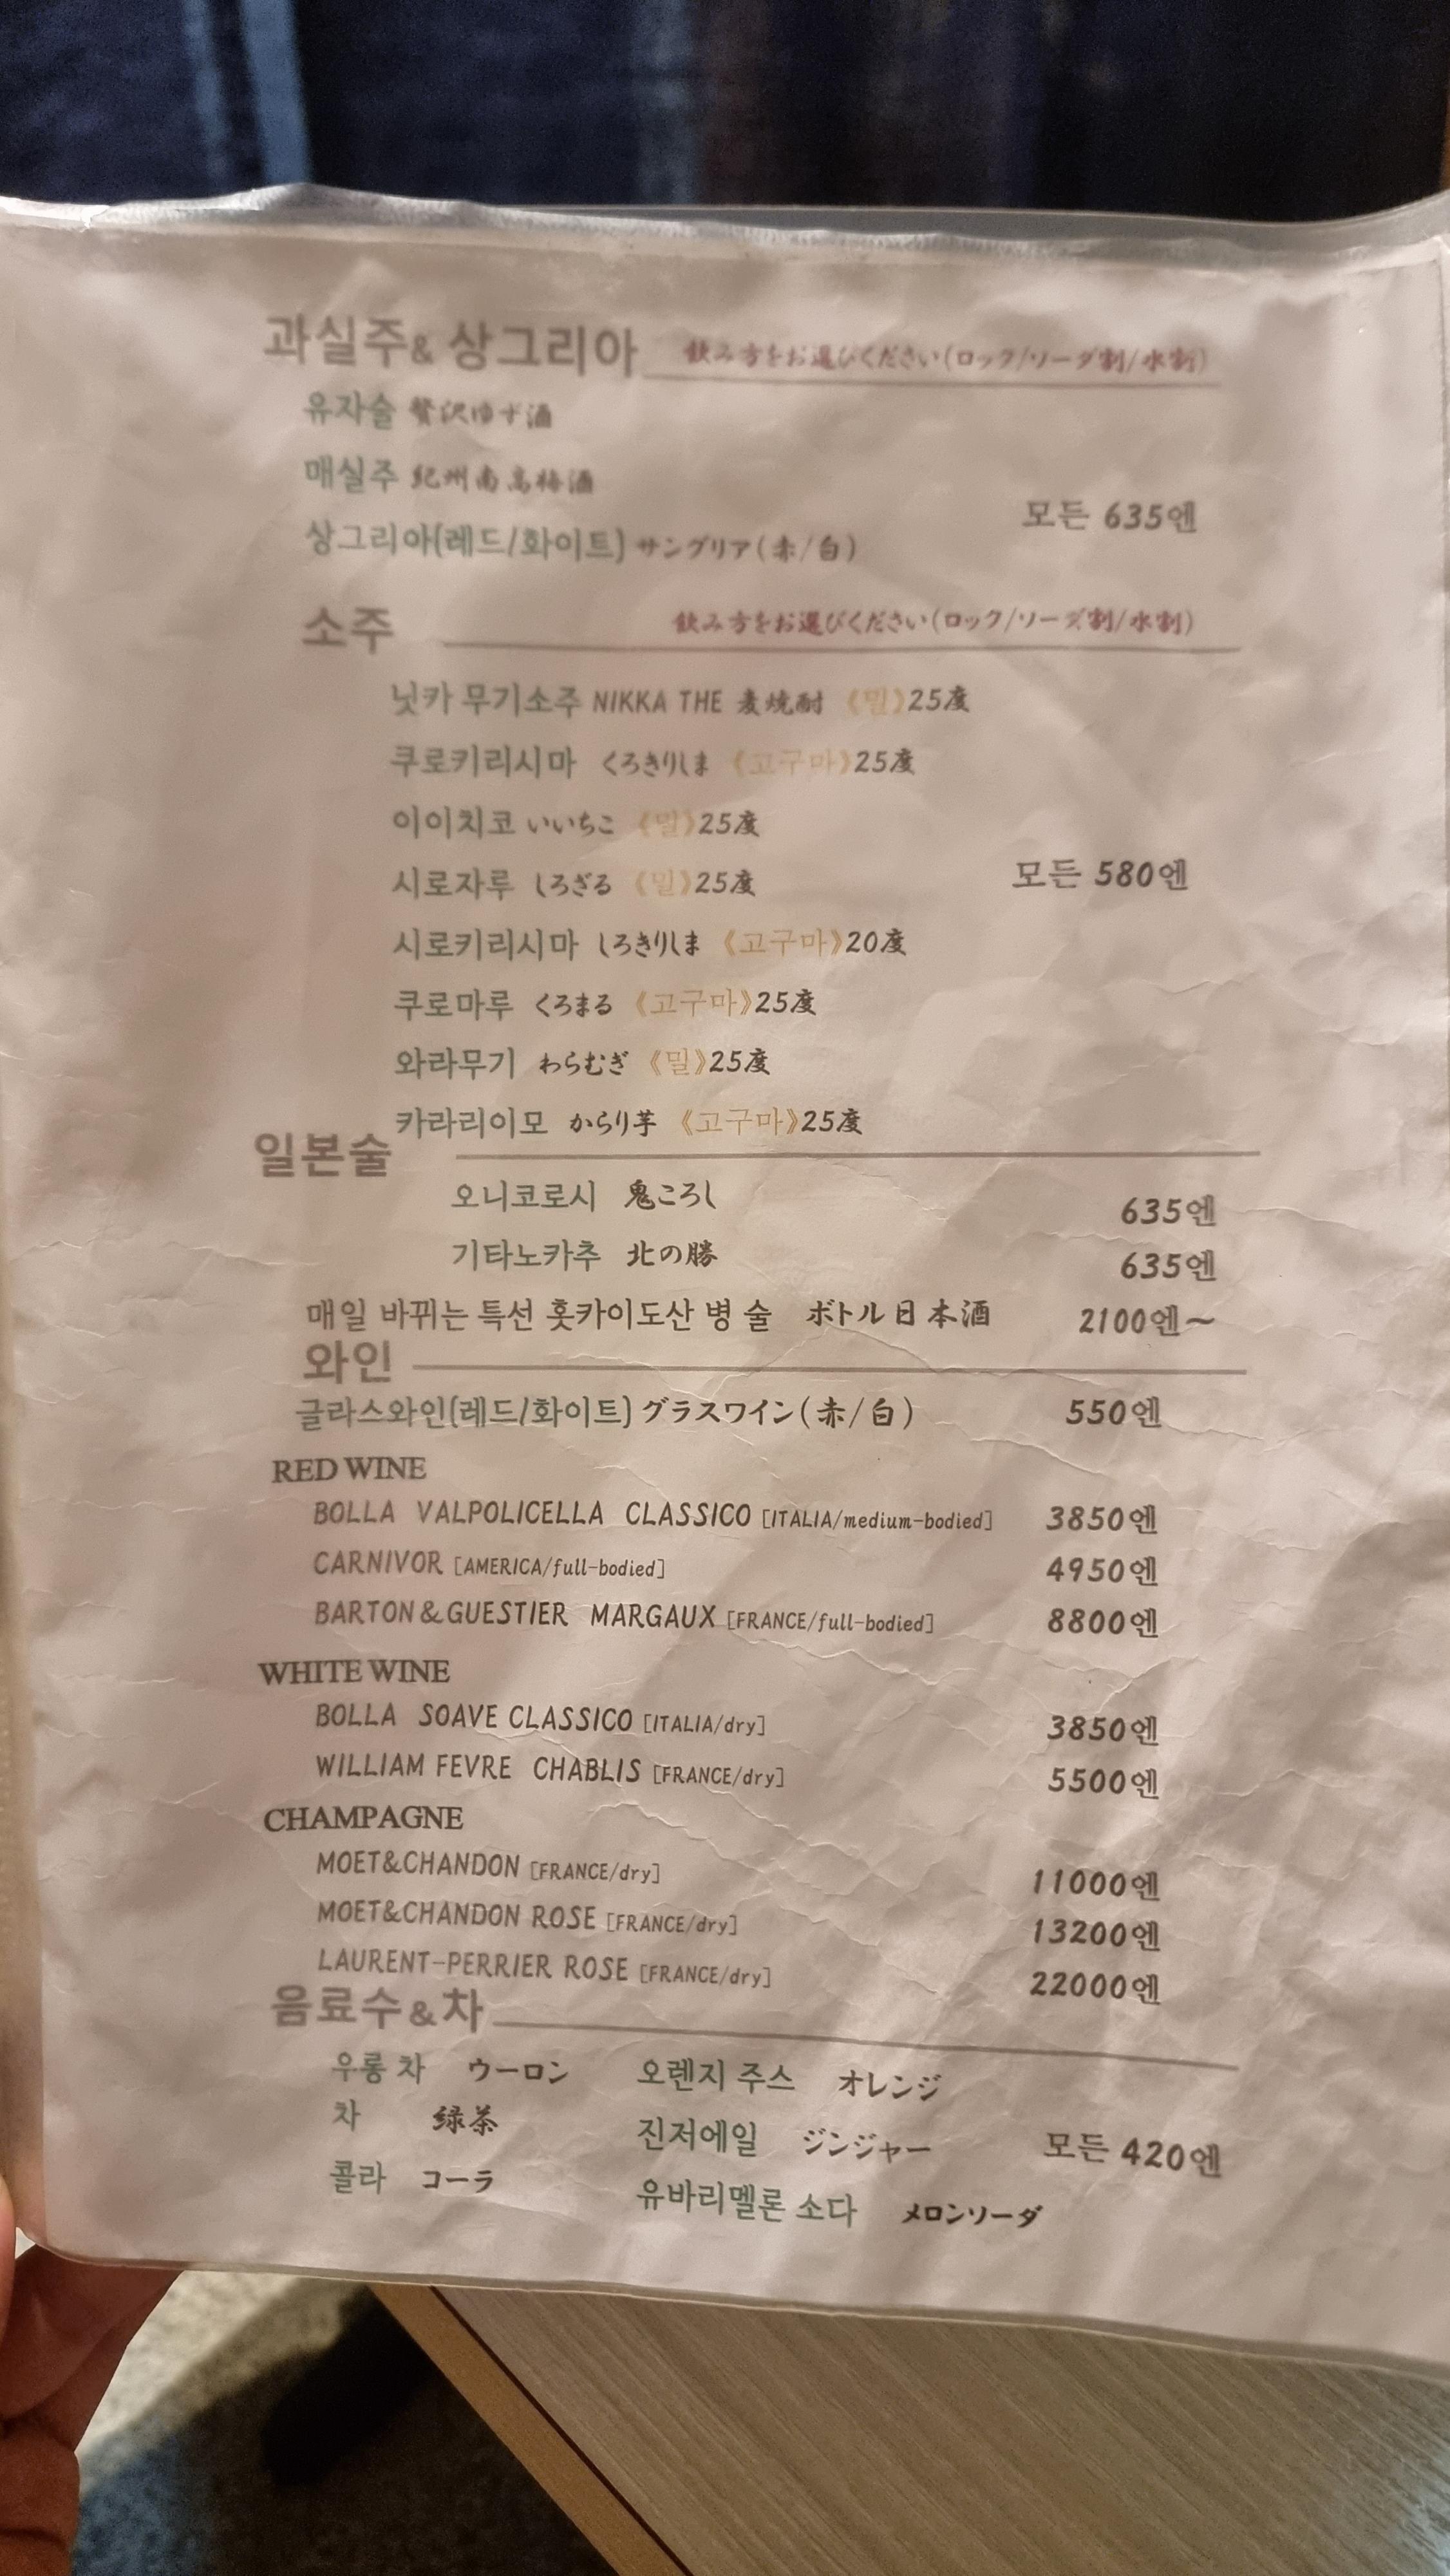 과실주& 상그리아 飲み方をお選びください(ロック/ソーダ割/水割)
유자술 贅沢ゆず酒
매실주 紀州南高梅酒
모든 635엔
상그리아(레드/화이트) サングリア(赤/白)
소주 飲み方をお選びください(ロック/ソーダ割/水割)
닛카 무기소주 NIKKA THE 麦焼酎 《밀》25度
쿠로키리시마 くろきりしま 《고구마》25度
이이치코 いいちこ 《밀》25度
시로자루 しろざる 《밀》25度 모든 580엔
시로키리시마 しろきりしま 《고구마》20度
쿠로마루 くろまる 《고구마》25度
와라무기 わらむぎ 《밀》25度
카라리이모 からり芋 《고구마》25度
일본술
오니코로시 鬼ころし 635엔
기타노카추 北の勝 635엔
매일 바뀌는 특선 홋카이도산 병 술 ボトル日本酒 2100엔~
와인
글라스와인(레드/화이트) グラスワイン(赤/白) 550엔
RED WINE
BOLLA VALPOLICELLA CLASSICO [ITALIA/medium-bodied] 3850엔
CARNIVOR [AMERICA/full-bodied] 4950엔
BARTON&GUESTIER MARGAUX [FRANCE/full-bodied] 8800엔
WHITE WINE
BOLLA SOAVE CLASSICO [ITALIA/dry] 3850엔
WILLIAM FEVRE CHABLIS [FRANCE/dry] 5500엔
CHAMPAGNE
MOET&CHANDON [FRANCE/dry] 11000엔
MOET&CHANDON ROSE [FRANCE/dry] 13200엔
LAURENT-PERRIER ROSE [FRANCE/dry] 22000엔
음료수&차
우롱 차 ウーロン 오렌지 주스 オレンジ
차 緑茶 진저에일 ジンジャー 모든 420엔
콜라 コーラ 유바리멜론 소다 メロンソーダ